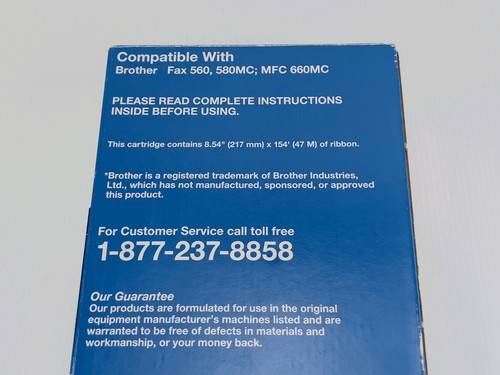 Compatible With
Brother Fax 560, 580MC; MFC 660MC
PLEASE READ COMPLETE INSTRUCTIONS
INSIDE BEFORE USING.
This cartridge contains 8.54" (217 mm) x 154' (47 M) of ribbon.
*Brother is a registered trademark of Brother Industries,
Ltd., which has not manufactured, sponsored, or approved
this product.
For Customer Service call toll free
1-877-237-8858
Our Guarantee
Our products are formulated for use in the original
equipment manufacturer's machines listed and are
warranted to be free of defects in materials and
workmanship, or your money back.